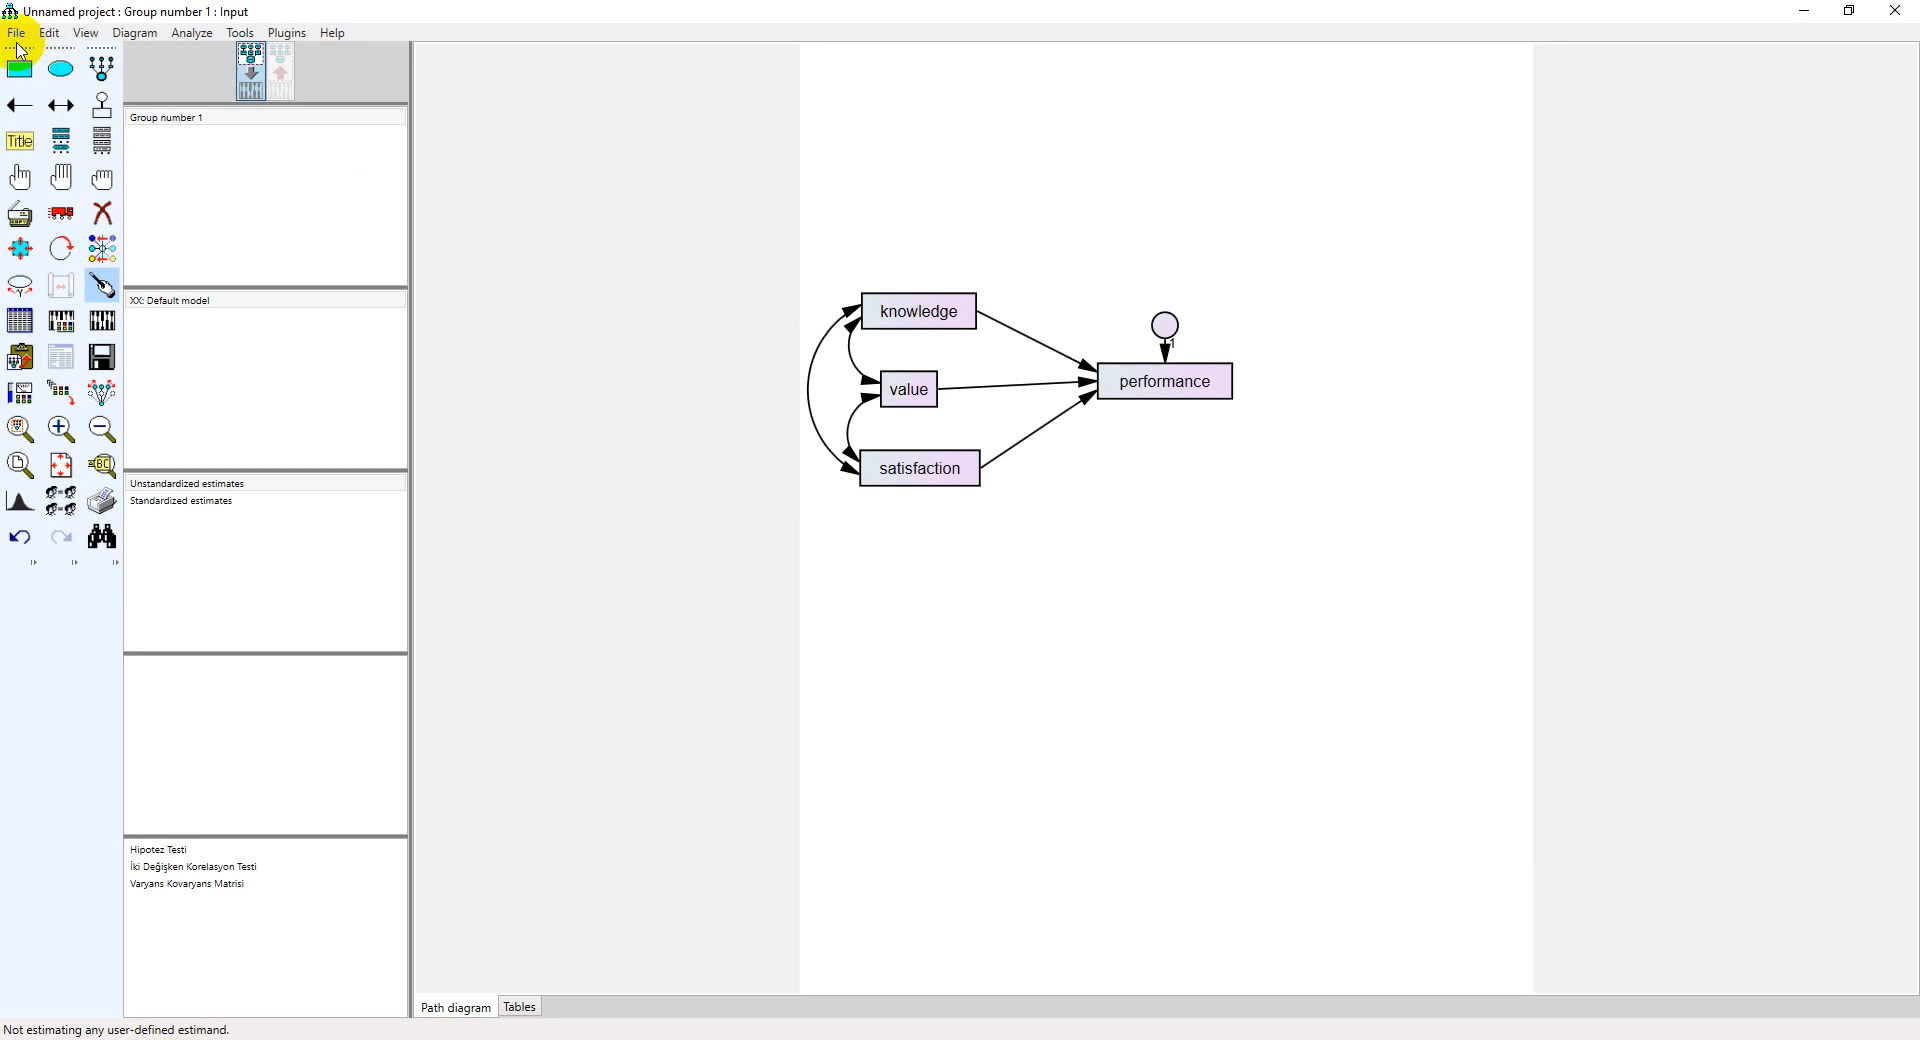 Unnamed project : Group number 1 : Input
File Edit View Diagram Analyze Tools Plugins Help
Title
Group number 1
XX: Default model
Unstandardized estimates
Standardized estimates
Hipotez Testi
İki Değişken Korelasyon Testi
Varyans Kovaryans Matrisi
knowledge
value
satisfaction
1
performance
Path diagram Tables
Not estimating any user-defined estimand.